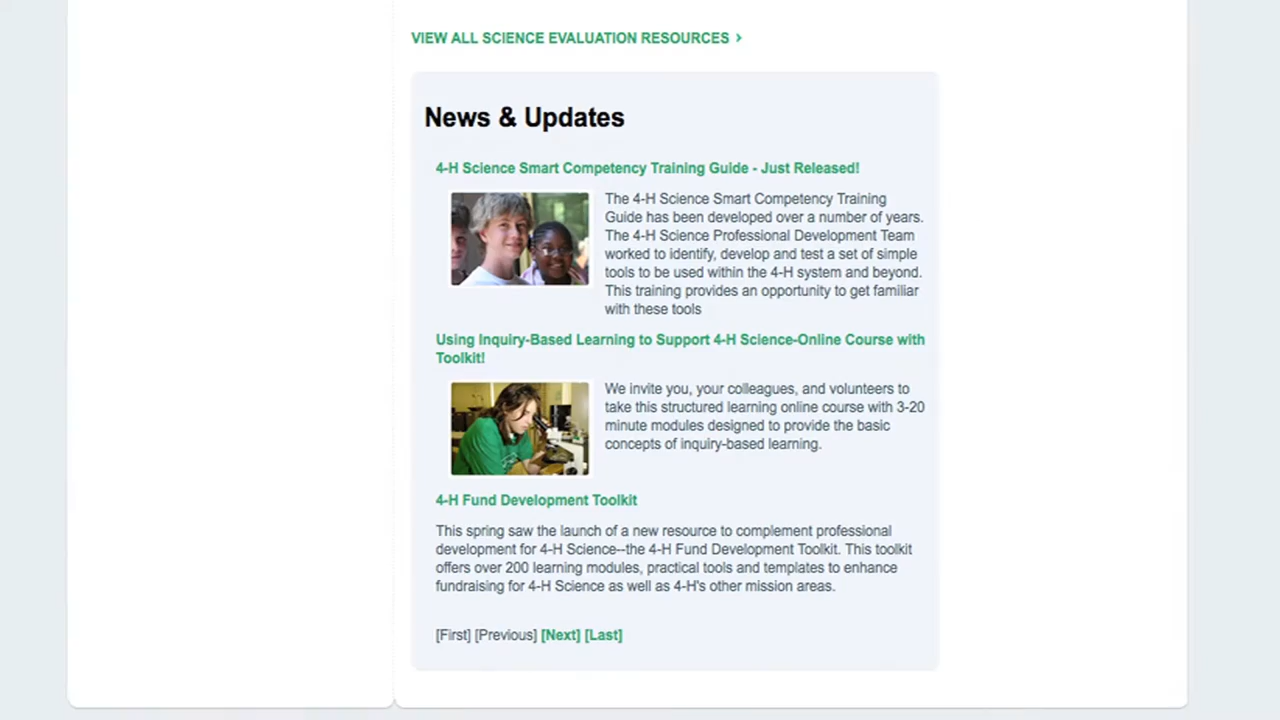 VIEW ALL SCIENCE EVALUATION RESOURCES ›
News & Updates
4-H Science Smart Competency Training Guide - Just Released!
The 4-H Science Smart Competency Training
Guide has been developed over a number of years.
The 4-H Science Professional Development Team
worked to identify, develop and test a set of simple
tools to be used within the 4-H system and beyond.
This training provides an opportunity to get familiar
with these tools
Using Inquiry-Based Learning to Support 4-H Science-Online Course with
Toolkit!
We invite you, your colleagues, and volunteers to
take this structured learning online course with 3-20
minute modules designed to provide the basic
concepts of inquiry-based learning.
4-H Fund Development Toolkit
This spring saw the launch of a new resource to complement professional
development for 4-H Science--the 4-H Fund Development Toolkit. This toolkit
offers over 200 learning modules, practical tools and templates to enhance
fundraising for 4-H Science as well as 4-H's other mission areas.
[First] [Previous] [Next] [Last]